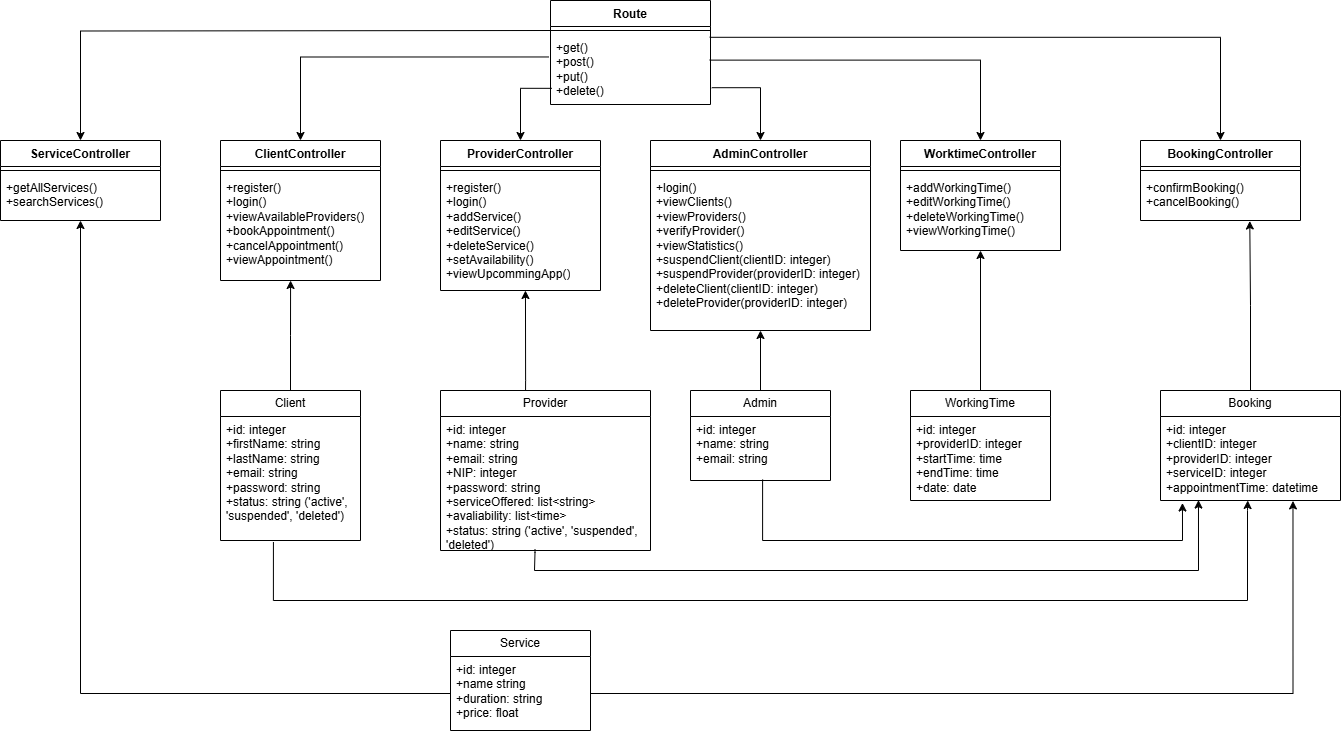 Route
+get()
+post()
+put()
+delete()
ServiceController
+getAllServices()
+searchServices()
ClientController
+register()
+login()
+viewAvailableProviders()
+bookAppointment()
+cancelAppointment()
+viewAppointment()
ProviderController
+register()
+login()
+addService()
+editService()
+deleteService()
+setAvailability()
+viewUpcommingApp()
AdminController
+login()
+viewClients()
+viewProviders()
+verifyProvider()
+viewStatistics()
+suspendClient(clientID: integer)
+suspendProvider(providerID: integer)
+deleteClient(clientID: integer)
+deleteProvider(providerID: integer)
WorktimeController
+addWorkingTime()
+editWorkingTime()
+deleteWorkingTime()
+viewWorkingTime()
BookingController
+confirmBooking()
+cancelBooking()
Client
+id: integer
+firstName: string
+lastName: string
+email: string
+password: string
+status: string ('active',
'suspended', 'deleted')
Provider
+id: integer
+name: string
+email: string
+NIP: integer
+password: string
+serviceOffered: list<string>
+avaliability: list<time>
+status: string ('active', 'suspended',
'deleted')
Admin
+id: integer
+name: string
+email: string
WorkingTime
+id: integer
+providerID: integer
+startTime: time
+endTime: time
+date: date
Booking
+id: integer
+clientID: integer
+providerID: integer
+serviceID: integer
+appointmentTime: datetime
Service
+id: integer
+name string
+duration: string
+price: float